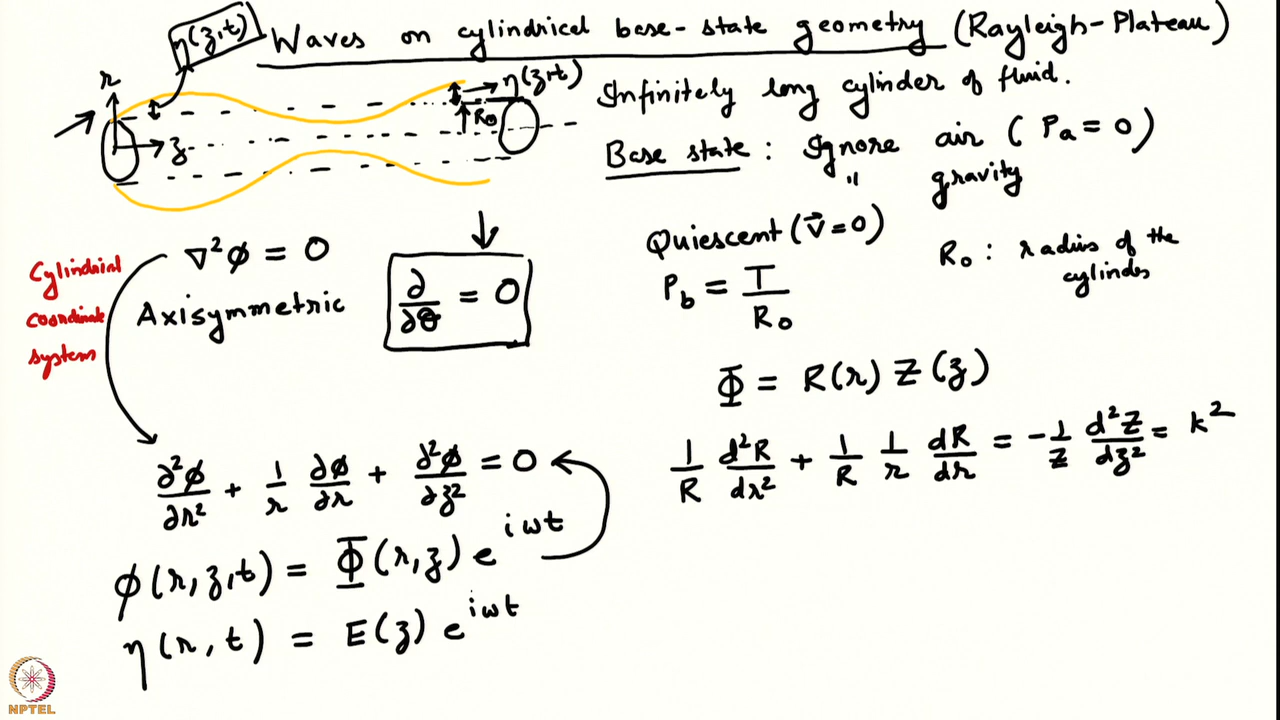 η(z,t) Waves on cylindrical base-state geometry (Rayleigh-Plateau)
r
η(z,t)
R₀
z
Infinitely long cylinder of fluid.
Base state : Ignore air ( Pₐ = 0 )
" gravity
Quiescent ( v⃗ = 0 )
R₀ : radius of the cylinder
P_b = T / R₀
Cylindrial
coordinate
system
∇²φ = 0
Axisymmetric
∂/∂θ = 0
Φ = R(r) Z(z)
∂²φ/∂r² + 1/r ∂φ/∂r + ∂²φ/∂z² = 0
1/R d²R/dr² + 1/R 1/r dR/dr = -1/Z d²Z/dz² = k²
φ(r,z,t) = Φ(r,z) e^{iωt}
η(r,t) = E(z) e^{iωt}
NPTEL